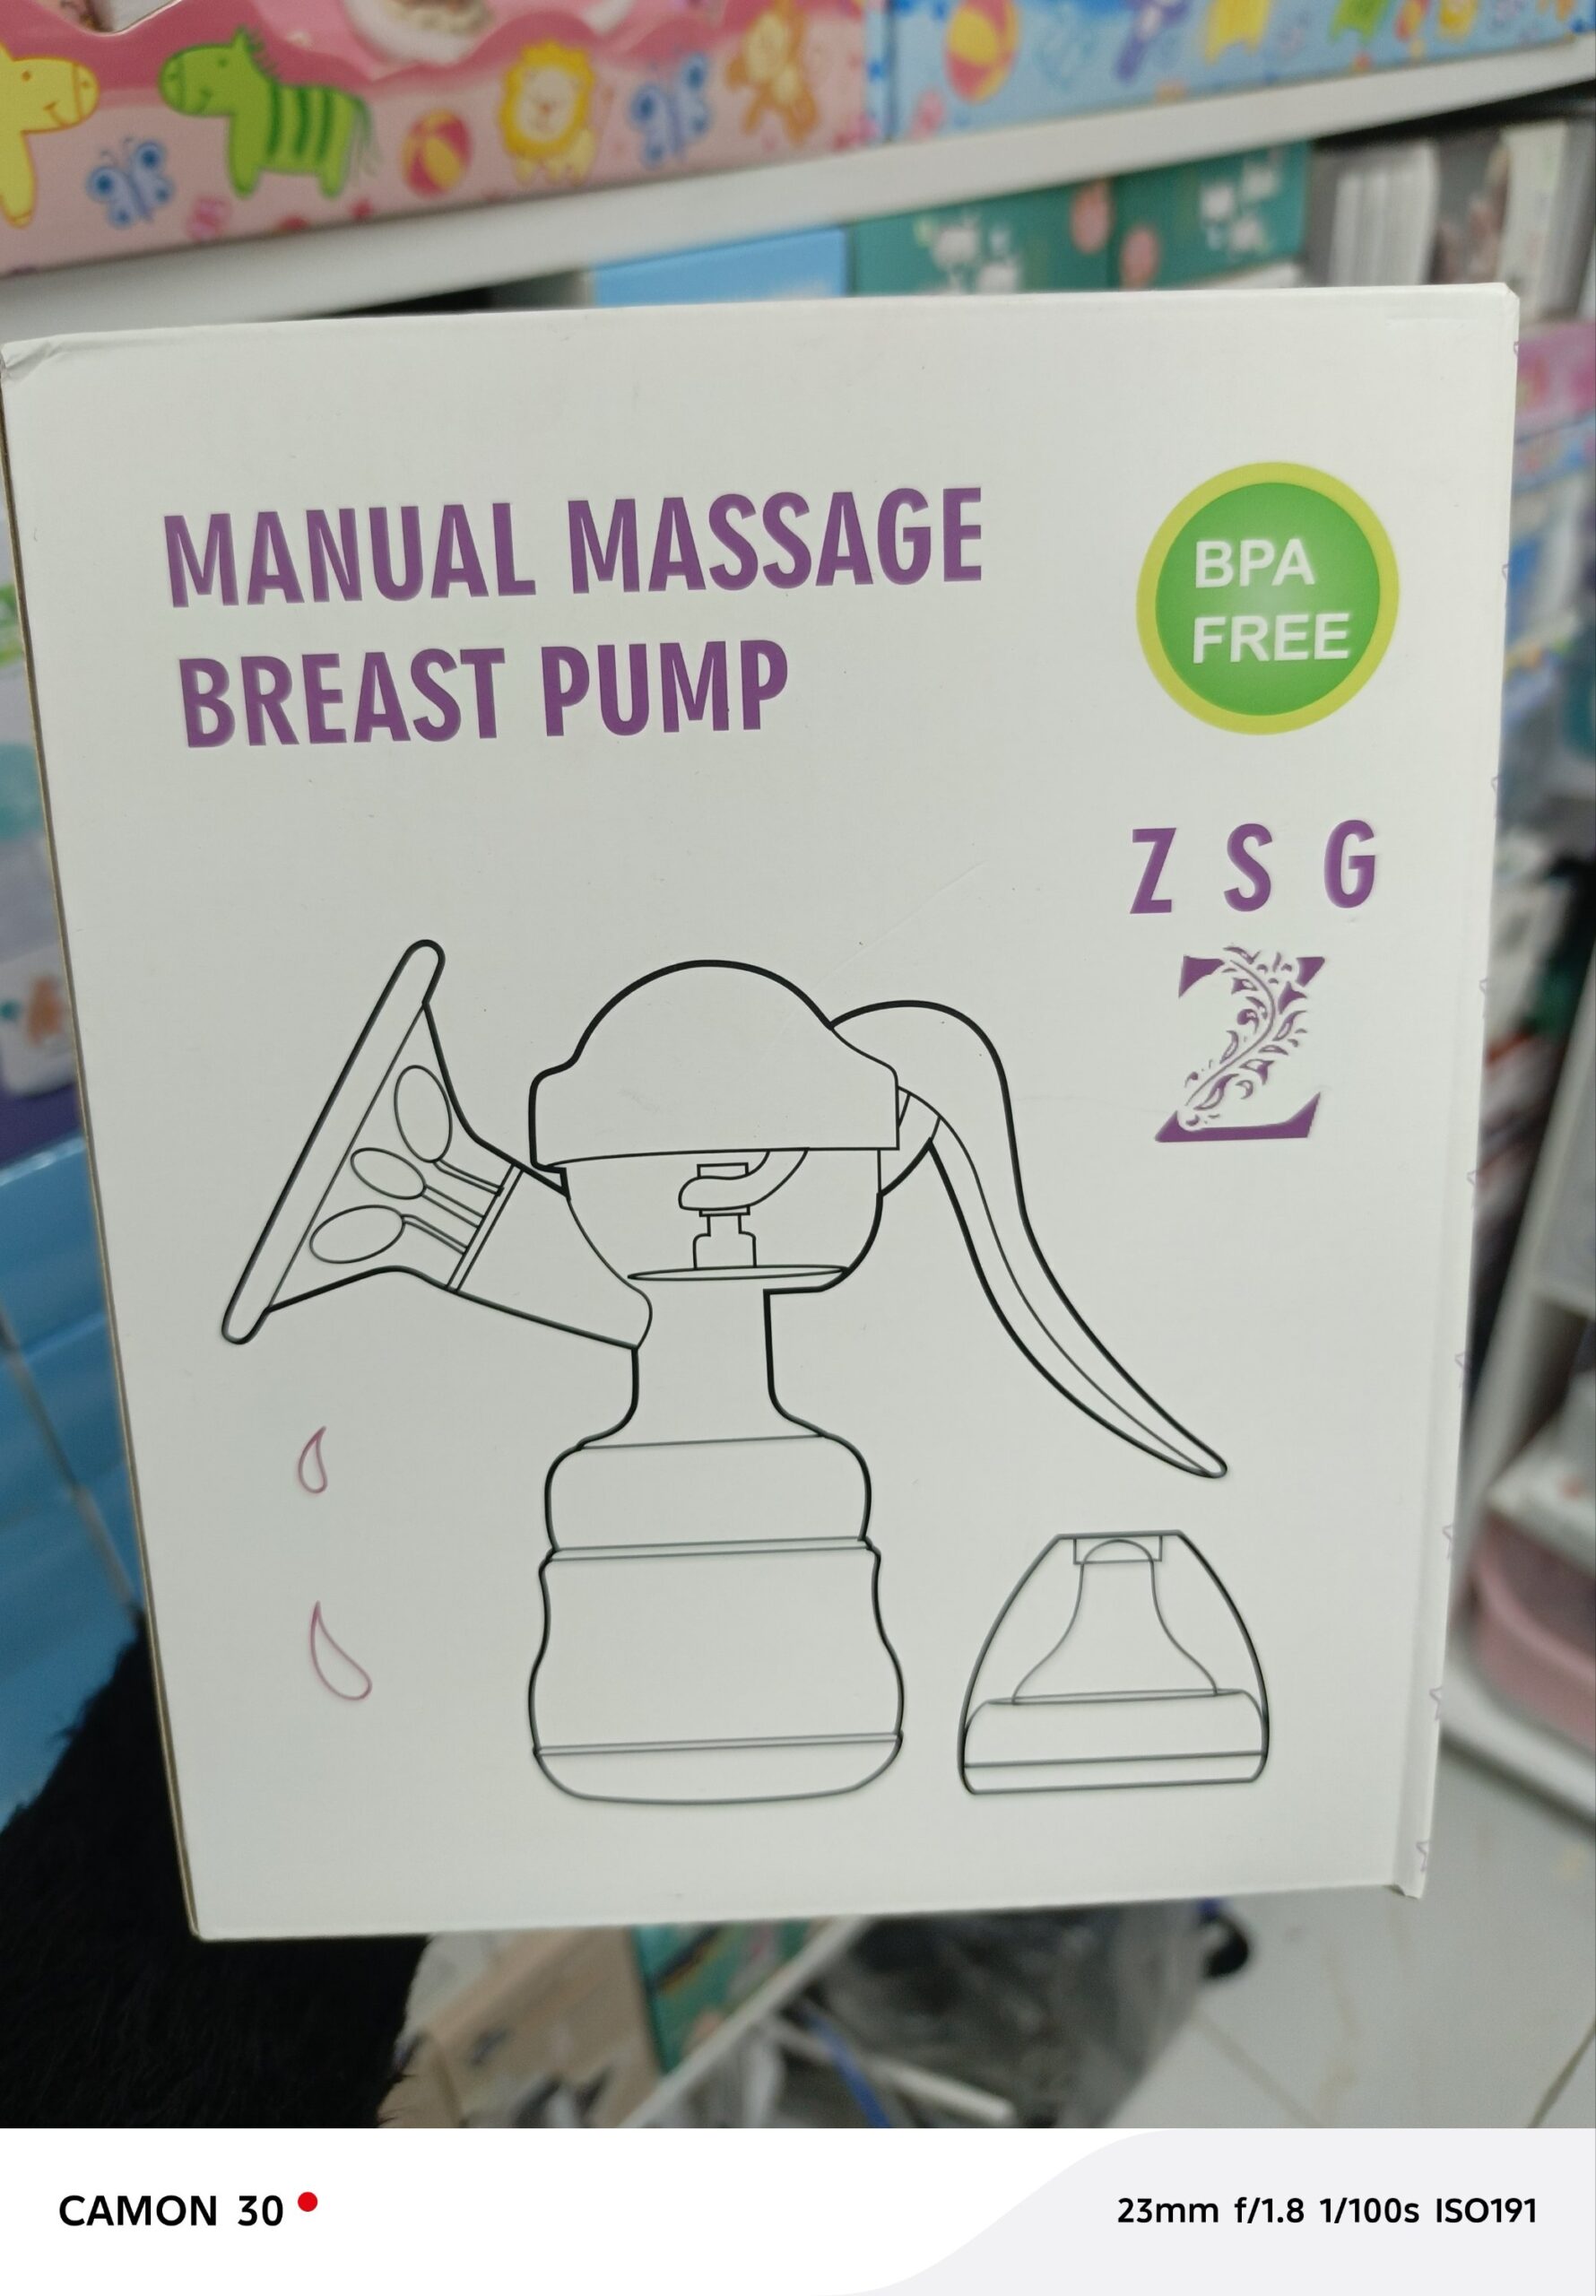 MANUAL MASSAGE
BREAST PUMP
BPA
FREE
Z S G
Z
CAMON 30
23mm f/1.8 1/100s ISO191